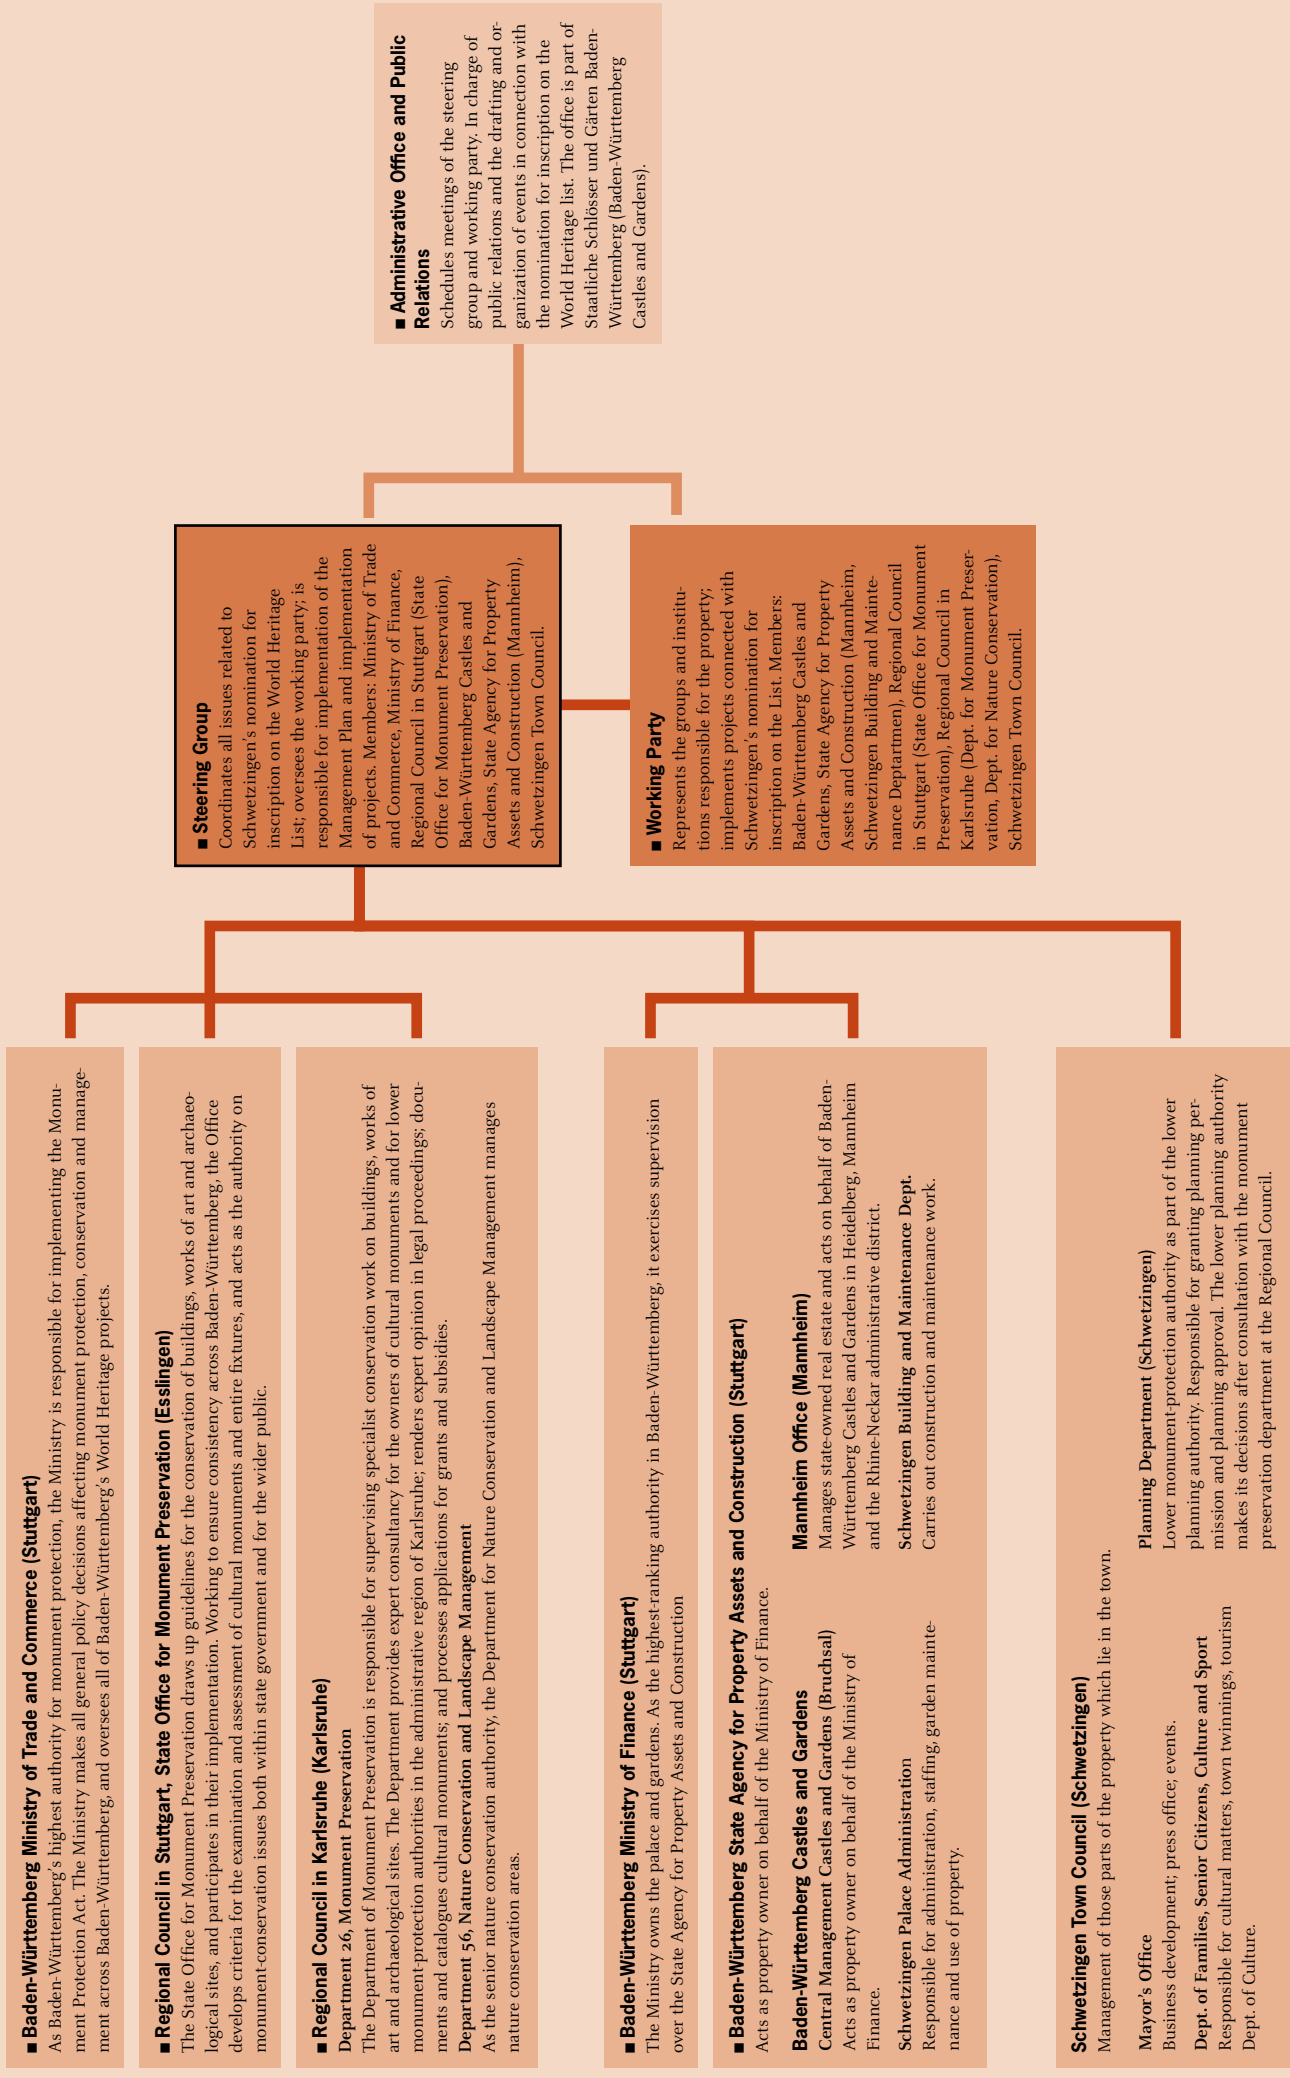 ■ Baden-Württemberg Ministry of Trade and Commerce (Stuttgart)
As Baden-Württemberg's highest authority for monument protection, the Ministry is responsible for implementing the Monu-
ment Protection Act. The Ministry makes all general policy decisions affecting monument protection, conservation and manage-
ment across Baden-Württemberg, and oversees all of Baden-Württemberg's World Heritage projects.
■ Regional Council in Stuttgart, State Office for Monument Preservation (Esslingen)
The State Office for Monument Preservation draws up guidelines for the conservation of buildings, works of art and archaeo-
logical sites, and participates in their implementation. Working to ensure consistency across Baden-Württemberg, the Office
develops criteria for the examination and assessment of cultural monuments and entire fixtures, and acts as the authority on
monument-conservation issues both within state government and for the wider public.
■ Regional Council in Karlsruhe (Karlsruhe)
Department 26, Monument Preservation
The Department of Monument Preservation is responsible for supervising specialist conservation work on buildings, works of
art and archaeological sites. The Department provides expert consultancy for the owners of cultural monuments and for lower
monument-protection authorities in the administrative region of Karlsruhe; renders expert opinion in legal proceedings; docu-
ments and catalogues cultural monuments; and processes applications for grants and subsidies.
Department 56, Nature Conservation and Landscape Management
As the senior nature conservation authority, the Department for Nature Conservation and Landscape Management manages
nature conservation areas.
■ Baden-Württemberg Ministry of Finance (Stuttgart)
The Ministry owns the palace and gardens. As the highest-ranking authority in Baden-Württemberg, it exercises supervision
over the State Agency for Property Assets and Construction
■ Baden-Württemberg State Agency for Property Assets and Construction (Stuttgart)
Acts as property owner on behalf of the Ministry of Finance.
Baden-Württemberg Castles and Gardens
Central Management Castles and Gardens (Bruchsal)
Acts as property owner on behalf of the Ministry of
Finance.
Schwetzingen Palace Administration
Responsible for administration, staffing, garden mainte-
nance and use of property.
Mannheim Office (Mannheim)
Manages state-owned real estate and acts on behalf of Baden-
Württemberg Castles and Gardens in Heidelberg, Mannheim
and the Rhine-Neckar administrative district.
Schwetzingen Building and Maintenance Dept.
Carries out construction and maintenance work.
Schwetzingen Town Council (Schwetzingen)
Management of those parts of the property which lie in the town.
Mayor's Office
Business development; press office; events.
Dept. of Families, Senior Citizens, Culture and Sport
Responsible for cultural matters, town twinnings, tourism
Dept. of Culture.
Planning Department (Schwetzingen)
Lower monument-protection authority as part of the lower
planning authority. Responsible for granting planning per-
mission and planning approval. The lower planning authority
makes its decisions after consultation with the monument
preservation department at the Regional Council.
■ Steering Group
Coordinates all issues related to
Schwetzingen's nomination for
inscription on the World Heritage
List; oversees the working party; is
responsible for implementation of the
Management Plan and implementation
of projects. Members: Ministry of Trade
and Commerce, Ministry of Finance,
Regional Council in Stuttgart (State
Office for Monument Preservation),
Baden-Württemberg Castles and
Gardens, State Agency for Property
Assets and Construction (Mannheim),
Schwetzingen Town Council.
■ Working Party
Represents the groups and institu-
tions responsible for the property;
implements projects connected with
Schwetzingen's nomination for
inscription on the List. Members:
Baden-Württemberg Castles and
Gardens, State Agency for Property
Assets and Construction (Mannheim,
Schwetzingen Building and Mainte-
nance Deptartmen), Regional Council
in Stuttgart (State Office for Monument
Preservation), Regional Council in
Karlsruhe (Dept. for Monument Preser-
vation, Dept. for Nature Conservation),
Schwetzingen Town Council.
■ Administrative Office and Public
Relations
Schedules meetings of the steering
group and working party. In charge of
public relations and the drafting and or-
ganization of events in connection with
the nomination for inscription on the
World Heritage list. The office is part of
Staatliche Schlösser und Gärten Baden-
Württemberg (Baden-Württemberg
Castles and Gardens).